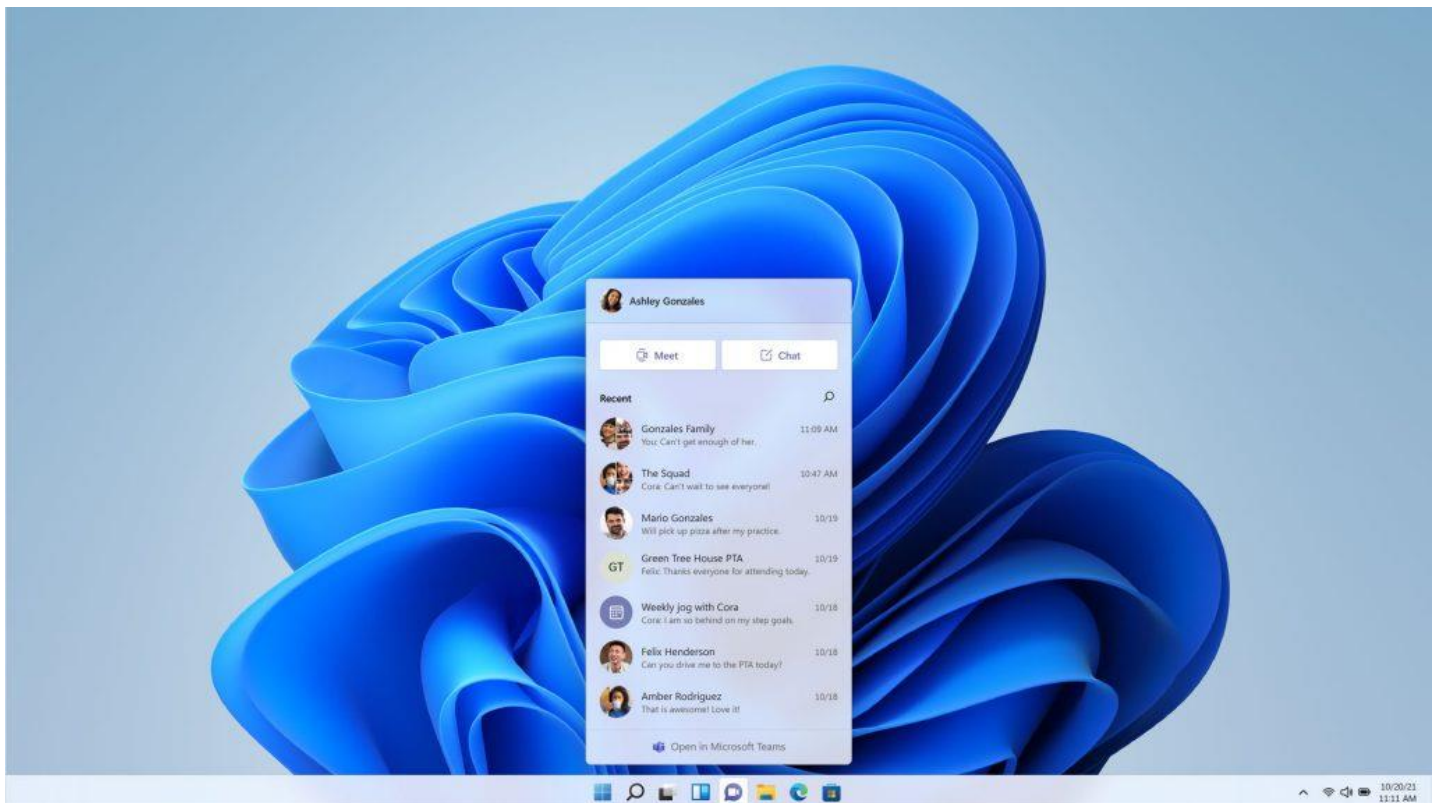 Ashley Gonzales
Meet
Chat
Recent
Gonzales Family
11:09 AM
You: Can't get enough of her.
The Squad
10:47 AM
Cora: Can't wait to see everyone!
Mario Gonzales
10/19
Will pick up pizza after my practice.
GT
Green Tree House PTA
10/19
Felix: Thanks everyone for attending today.
Weekly jog with Cora
10/18
Cora: I am so behind on my step goals.
Felix Henderson
10/18
Can you drive me to the PTA today?
Amber Rodriguez
10/18
That is awesome! Love it!
Open in Microsoft Teams
10/20/21
11:11 AM